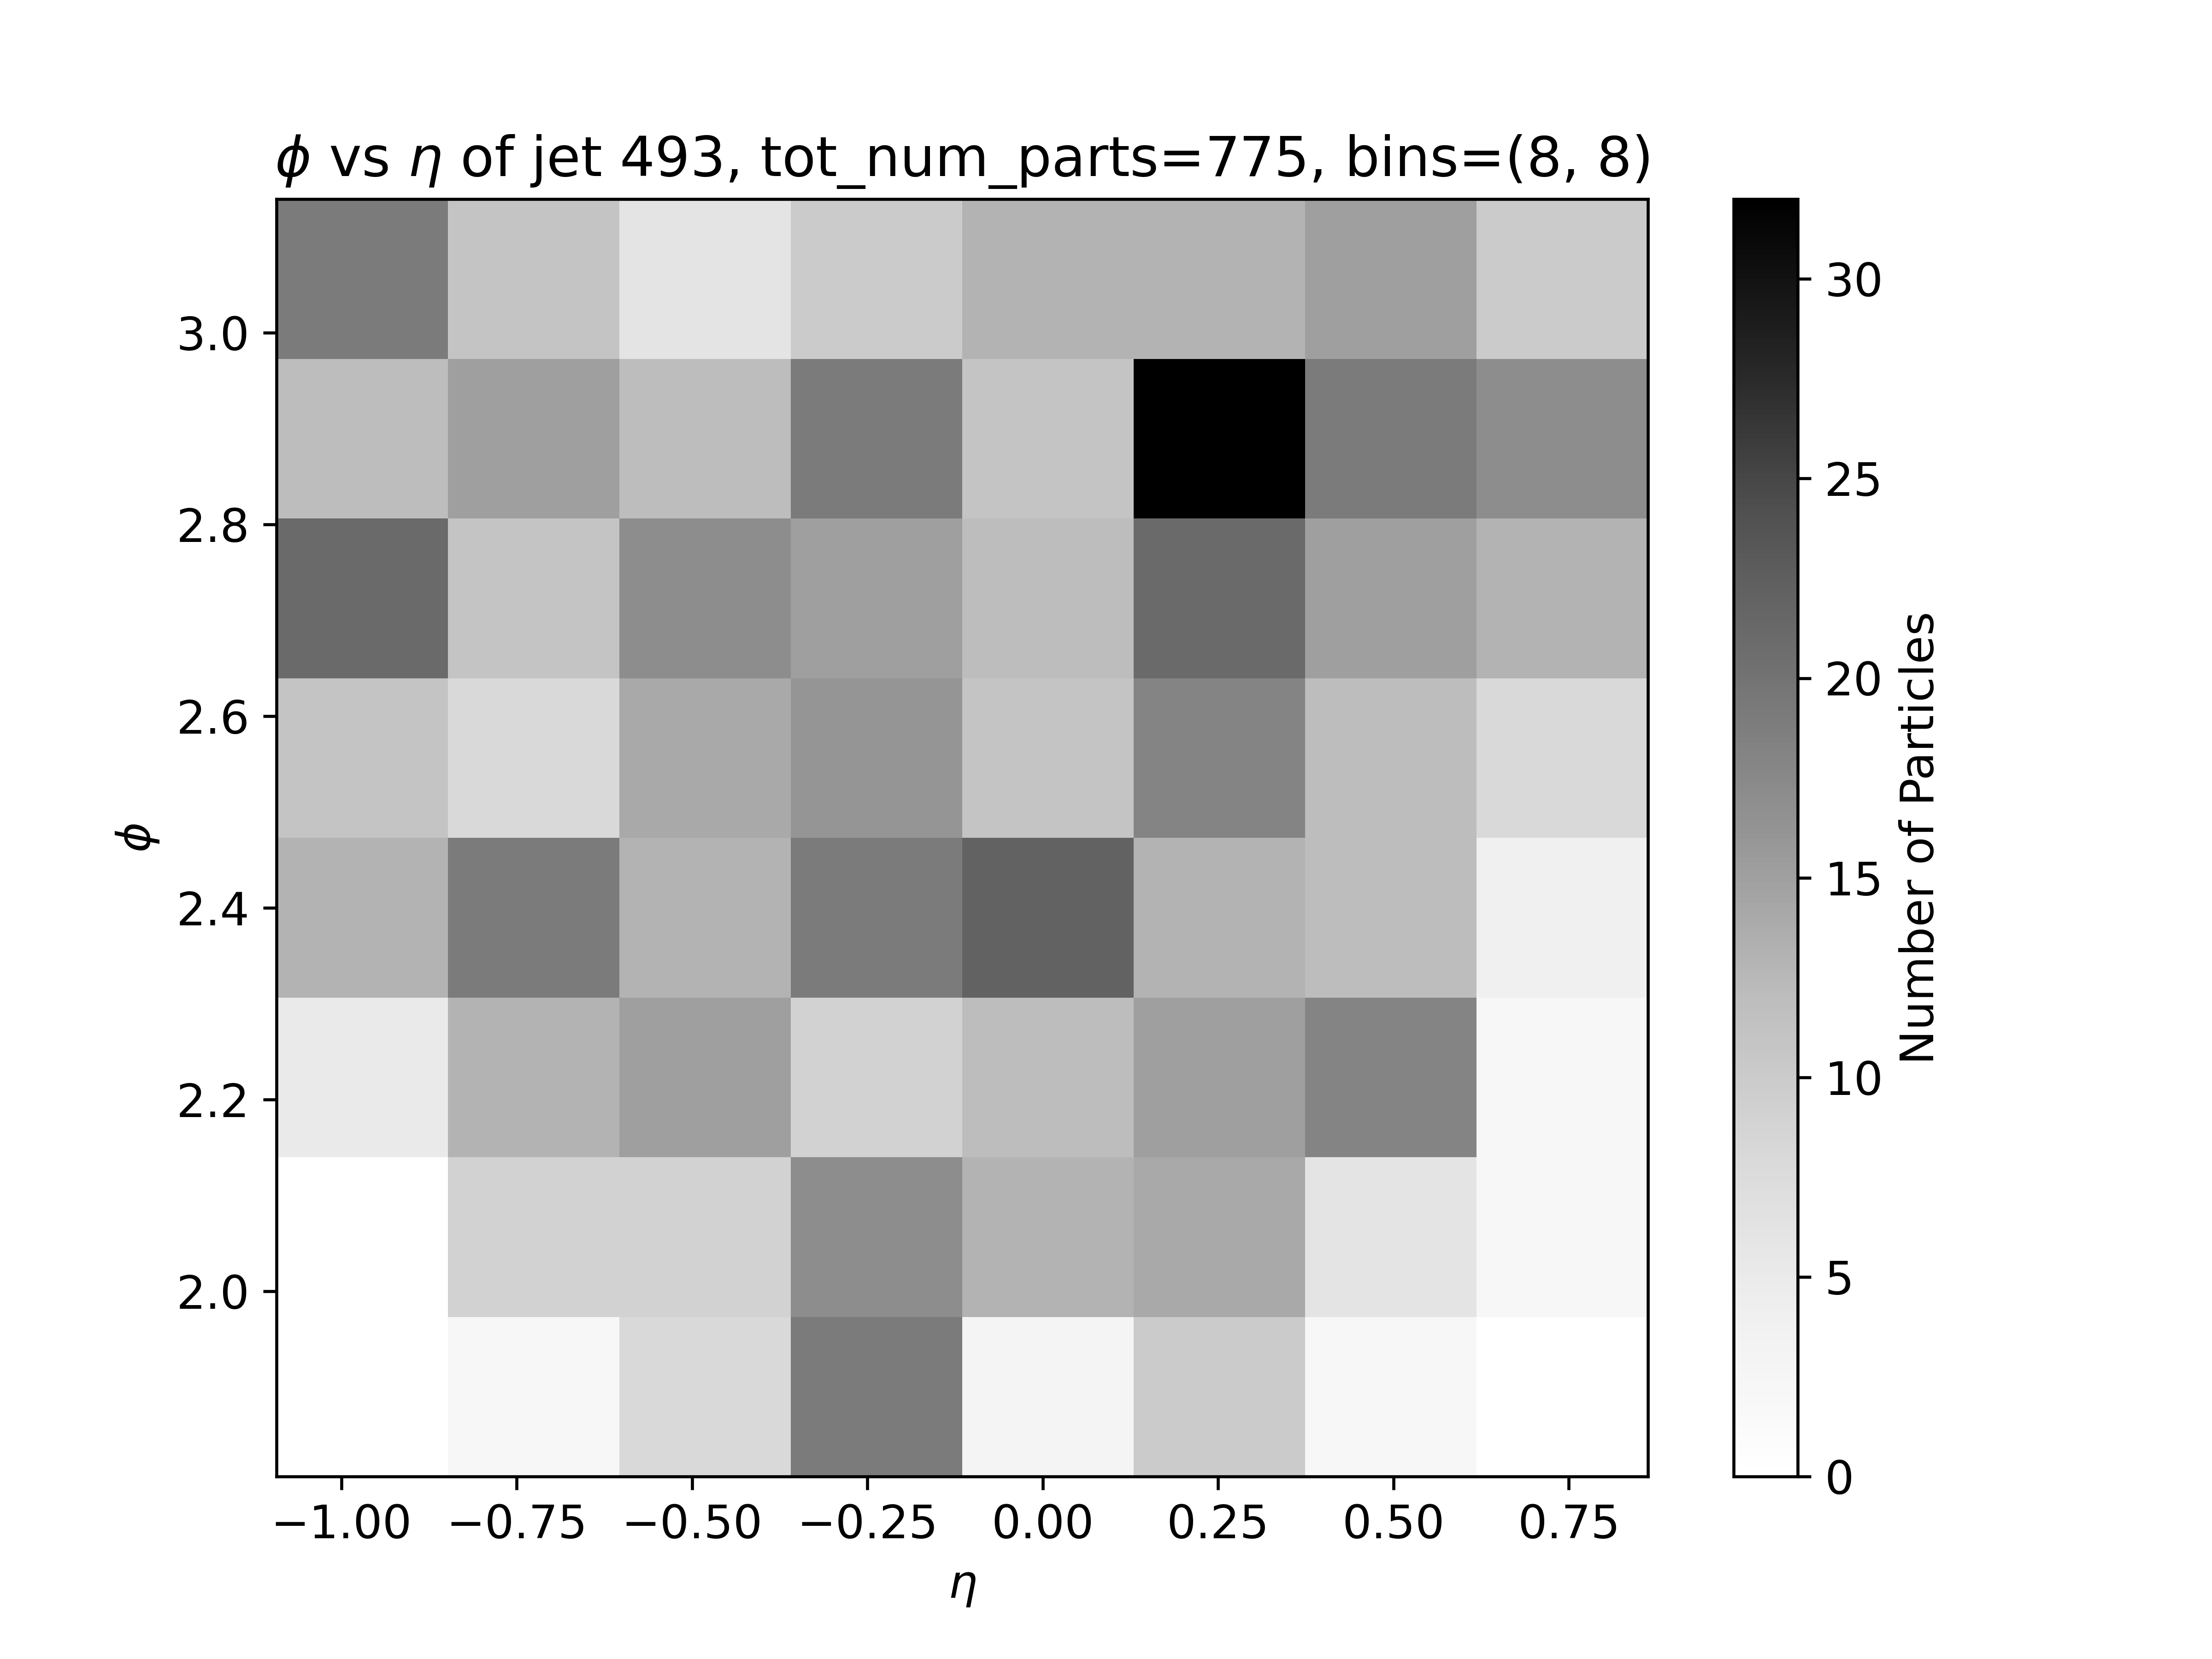 ϕ vs η of jet 493, tot_num_parts=775, bins=(8, 8)
3.0
2.8
2.6
2.4
2.2
2.0
ϕ
−1.00 −0.75 −0.50 −0.25 0.00 0.25 0.50 0.75
η
30
25
20
15
10
5
0
Number of Particles